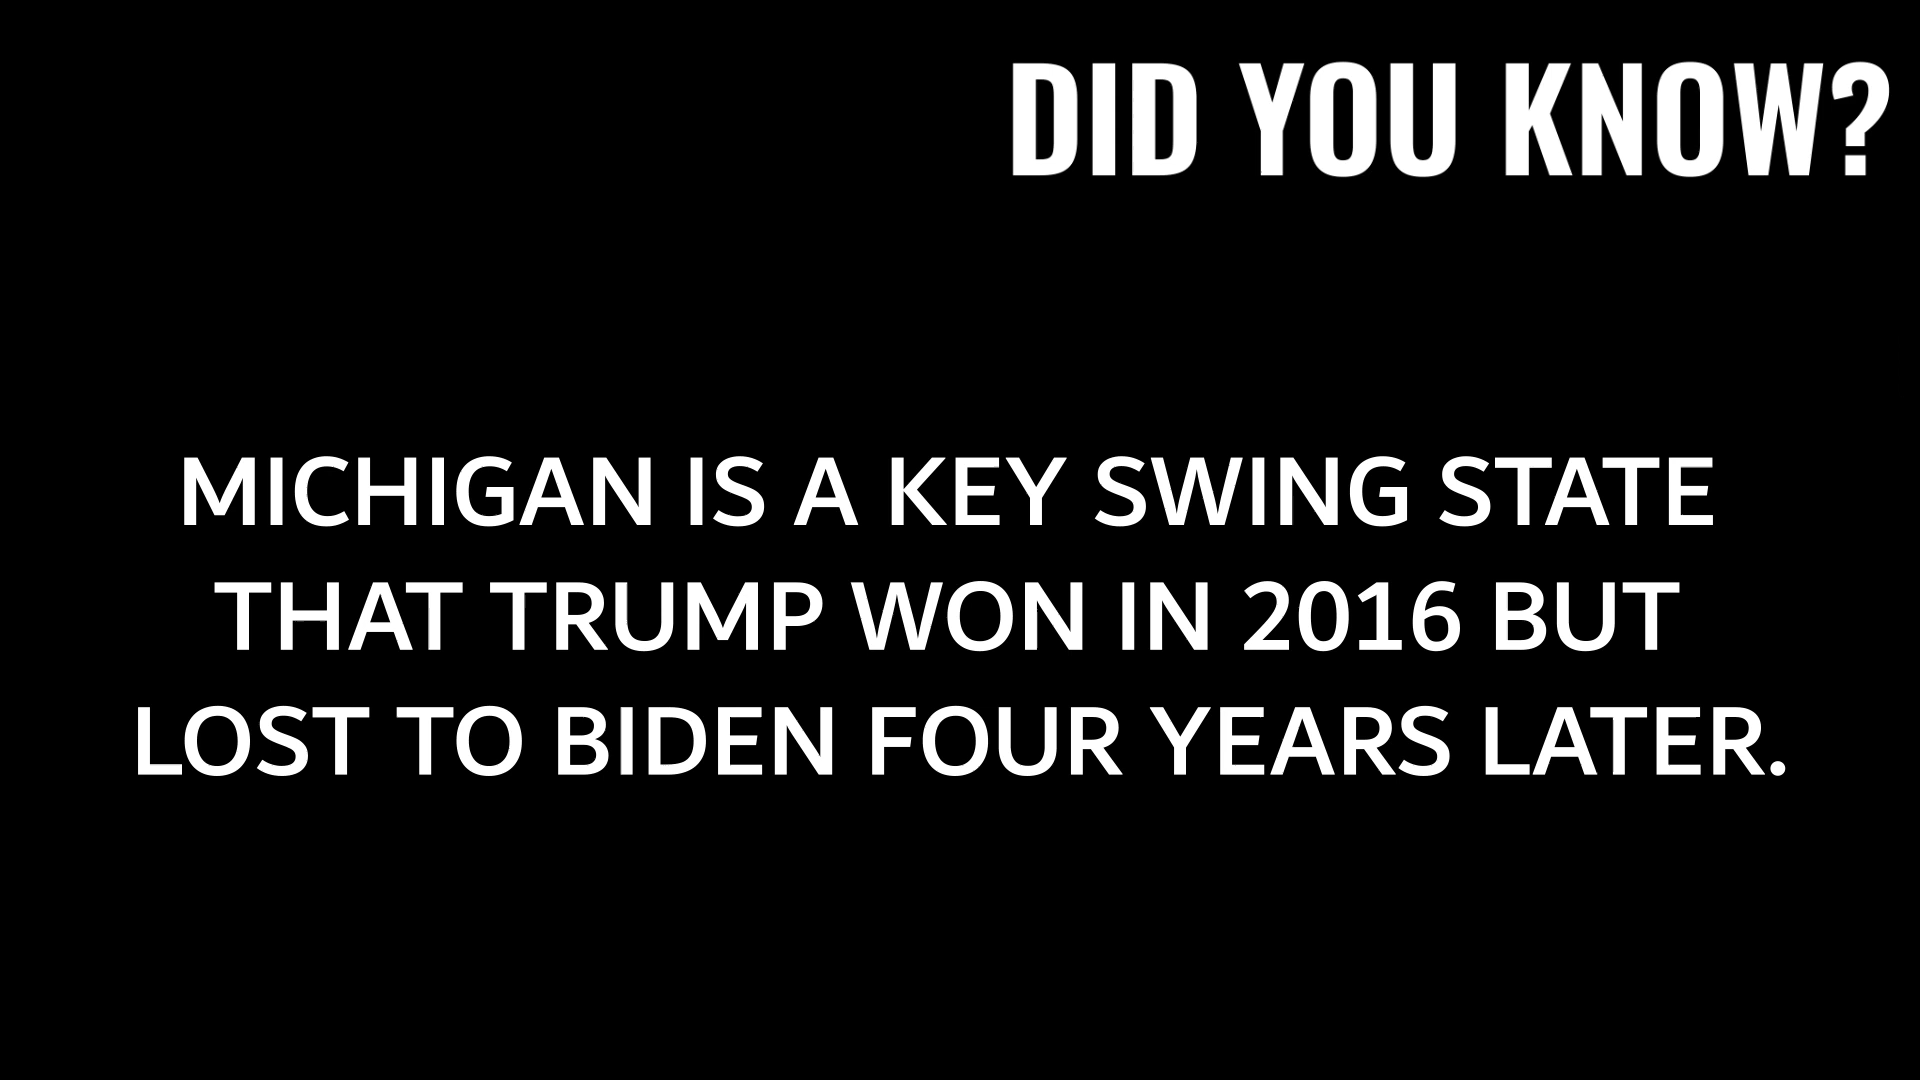 DID YOU KNOW?
MICHIGAN IS A KEY SWING STATE
THAT TRUMP WON IN 2016 BUT
LOST TO BIDEN FOUR YEARS LATER.